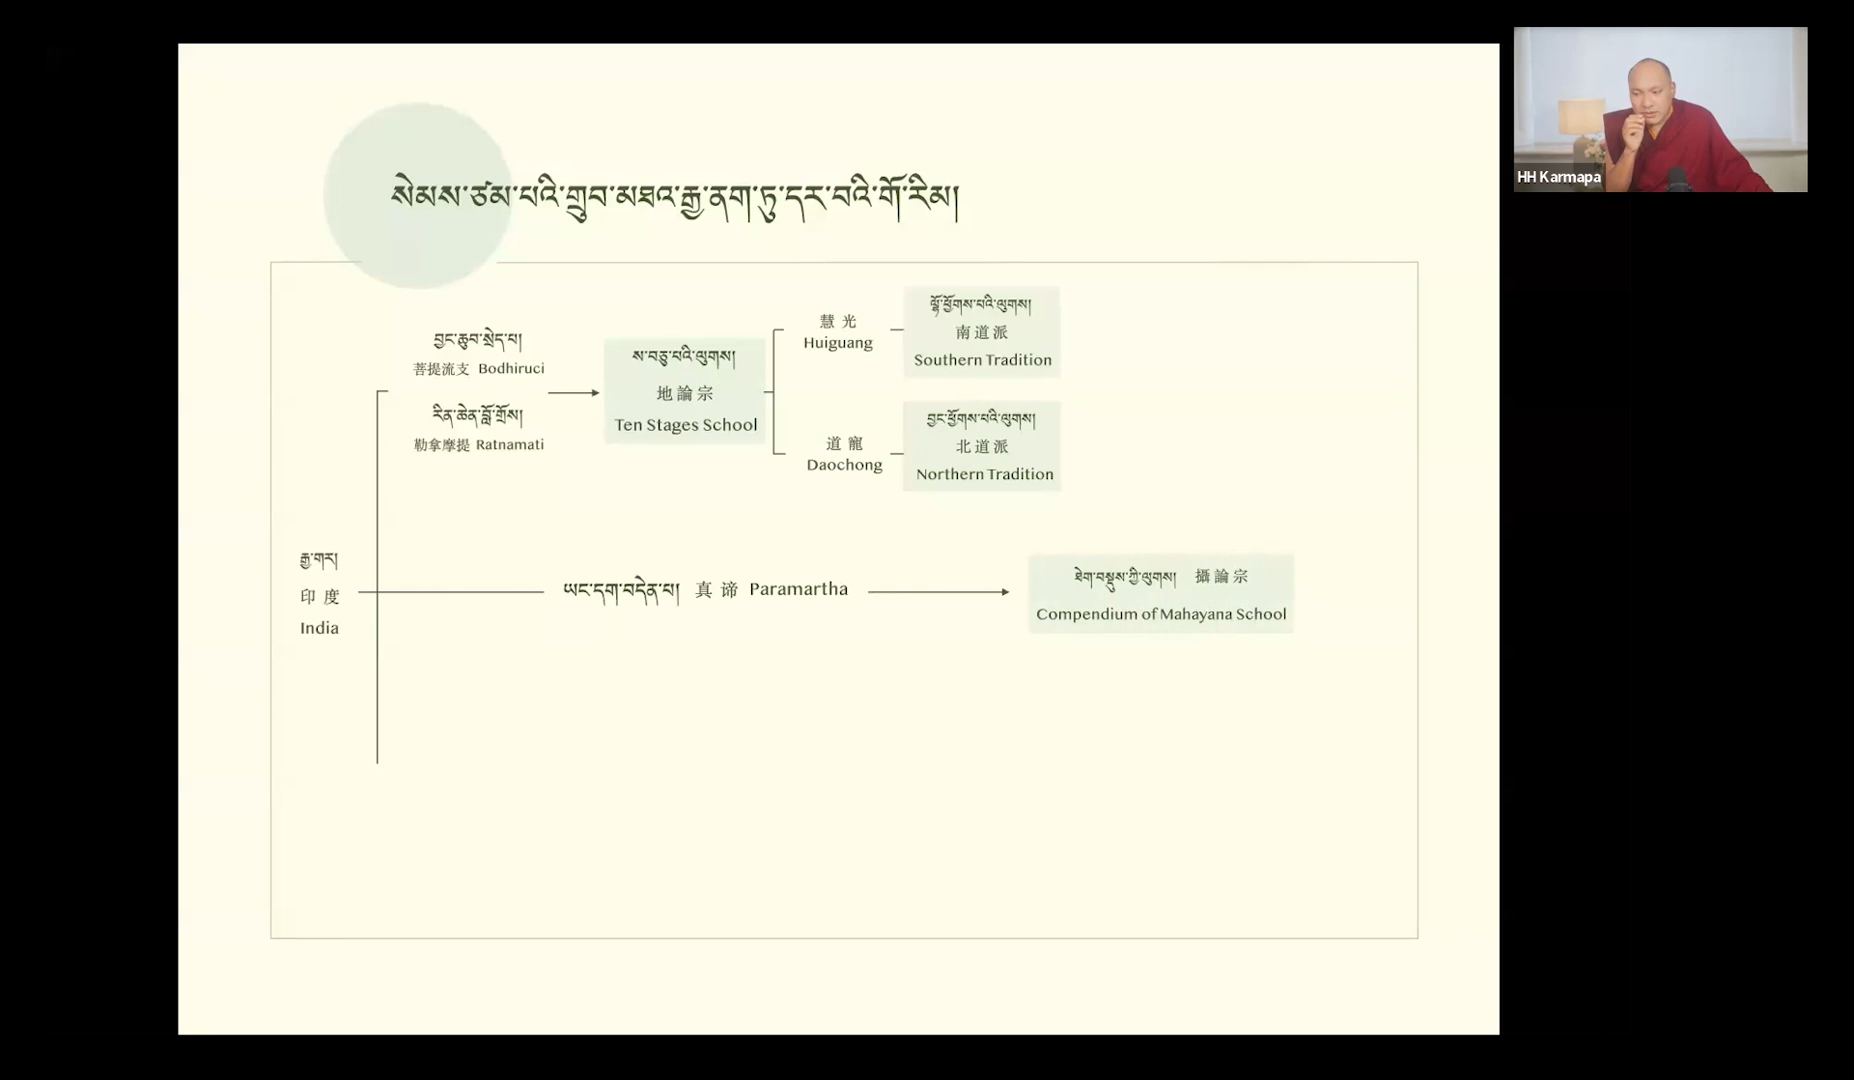 HH Karmapa
སེམས་ཙམ་པའི་གྲུབ་མཐའ་རྒྱ་ནག་ཏུ་དར་བའི་གོ་རིམ།
བྱང་ཆུབ་སྲེད་པ།
菩提流支 Bodhiruci
རིན་ཆེན་བློ་གྲོས།
勒拿摩提 Ratnamati
ས་བཅུ་པའི་ལུགས།
地論宗
Ten Stages School
慧光
Huiguang
ལྷོ་ཕྱོགས་པའི་ལུགས།
南道派
Southern Tradition
道寵
Daochong
བྱང་ཕྱོགས་པའི་ལུགས།
北道派
Northern Tradition
རྒྱ་གར།
印度
India
ཡང་དག་བདེན་པ། 真谛 Paramartha
ཐེག་བསྡུས་ཀྱི་ལུགས། 攝論宗
Compendium of Mahayana School